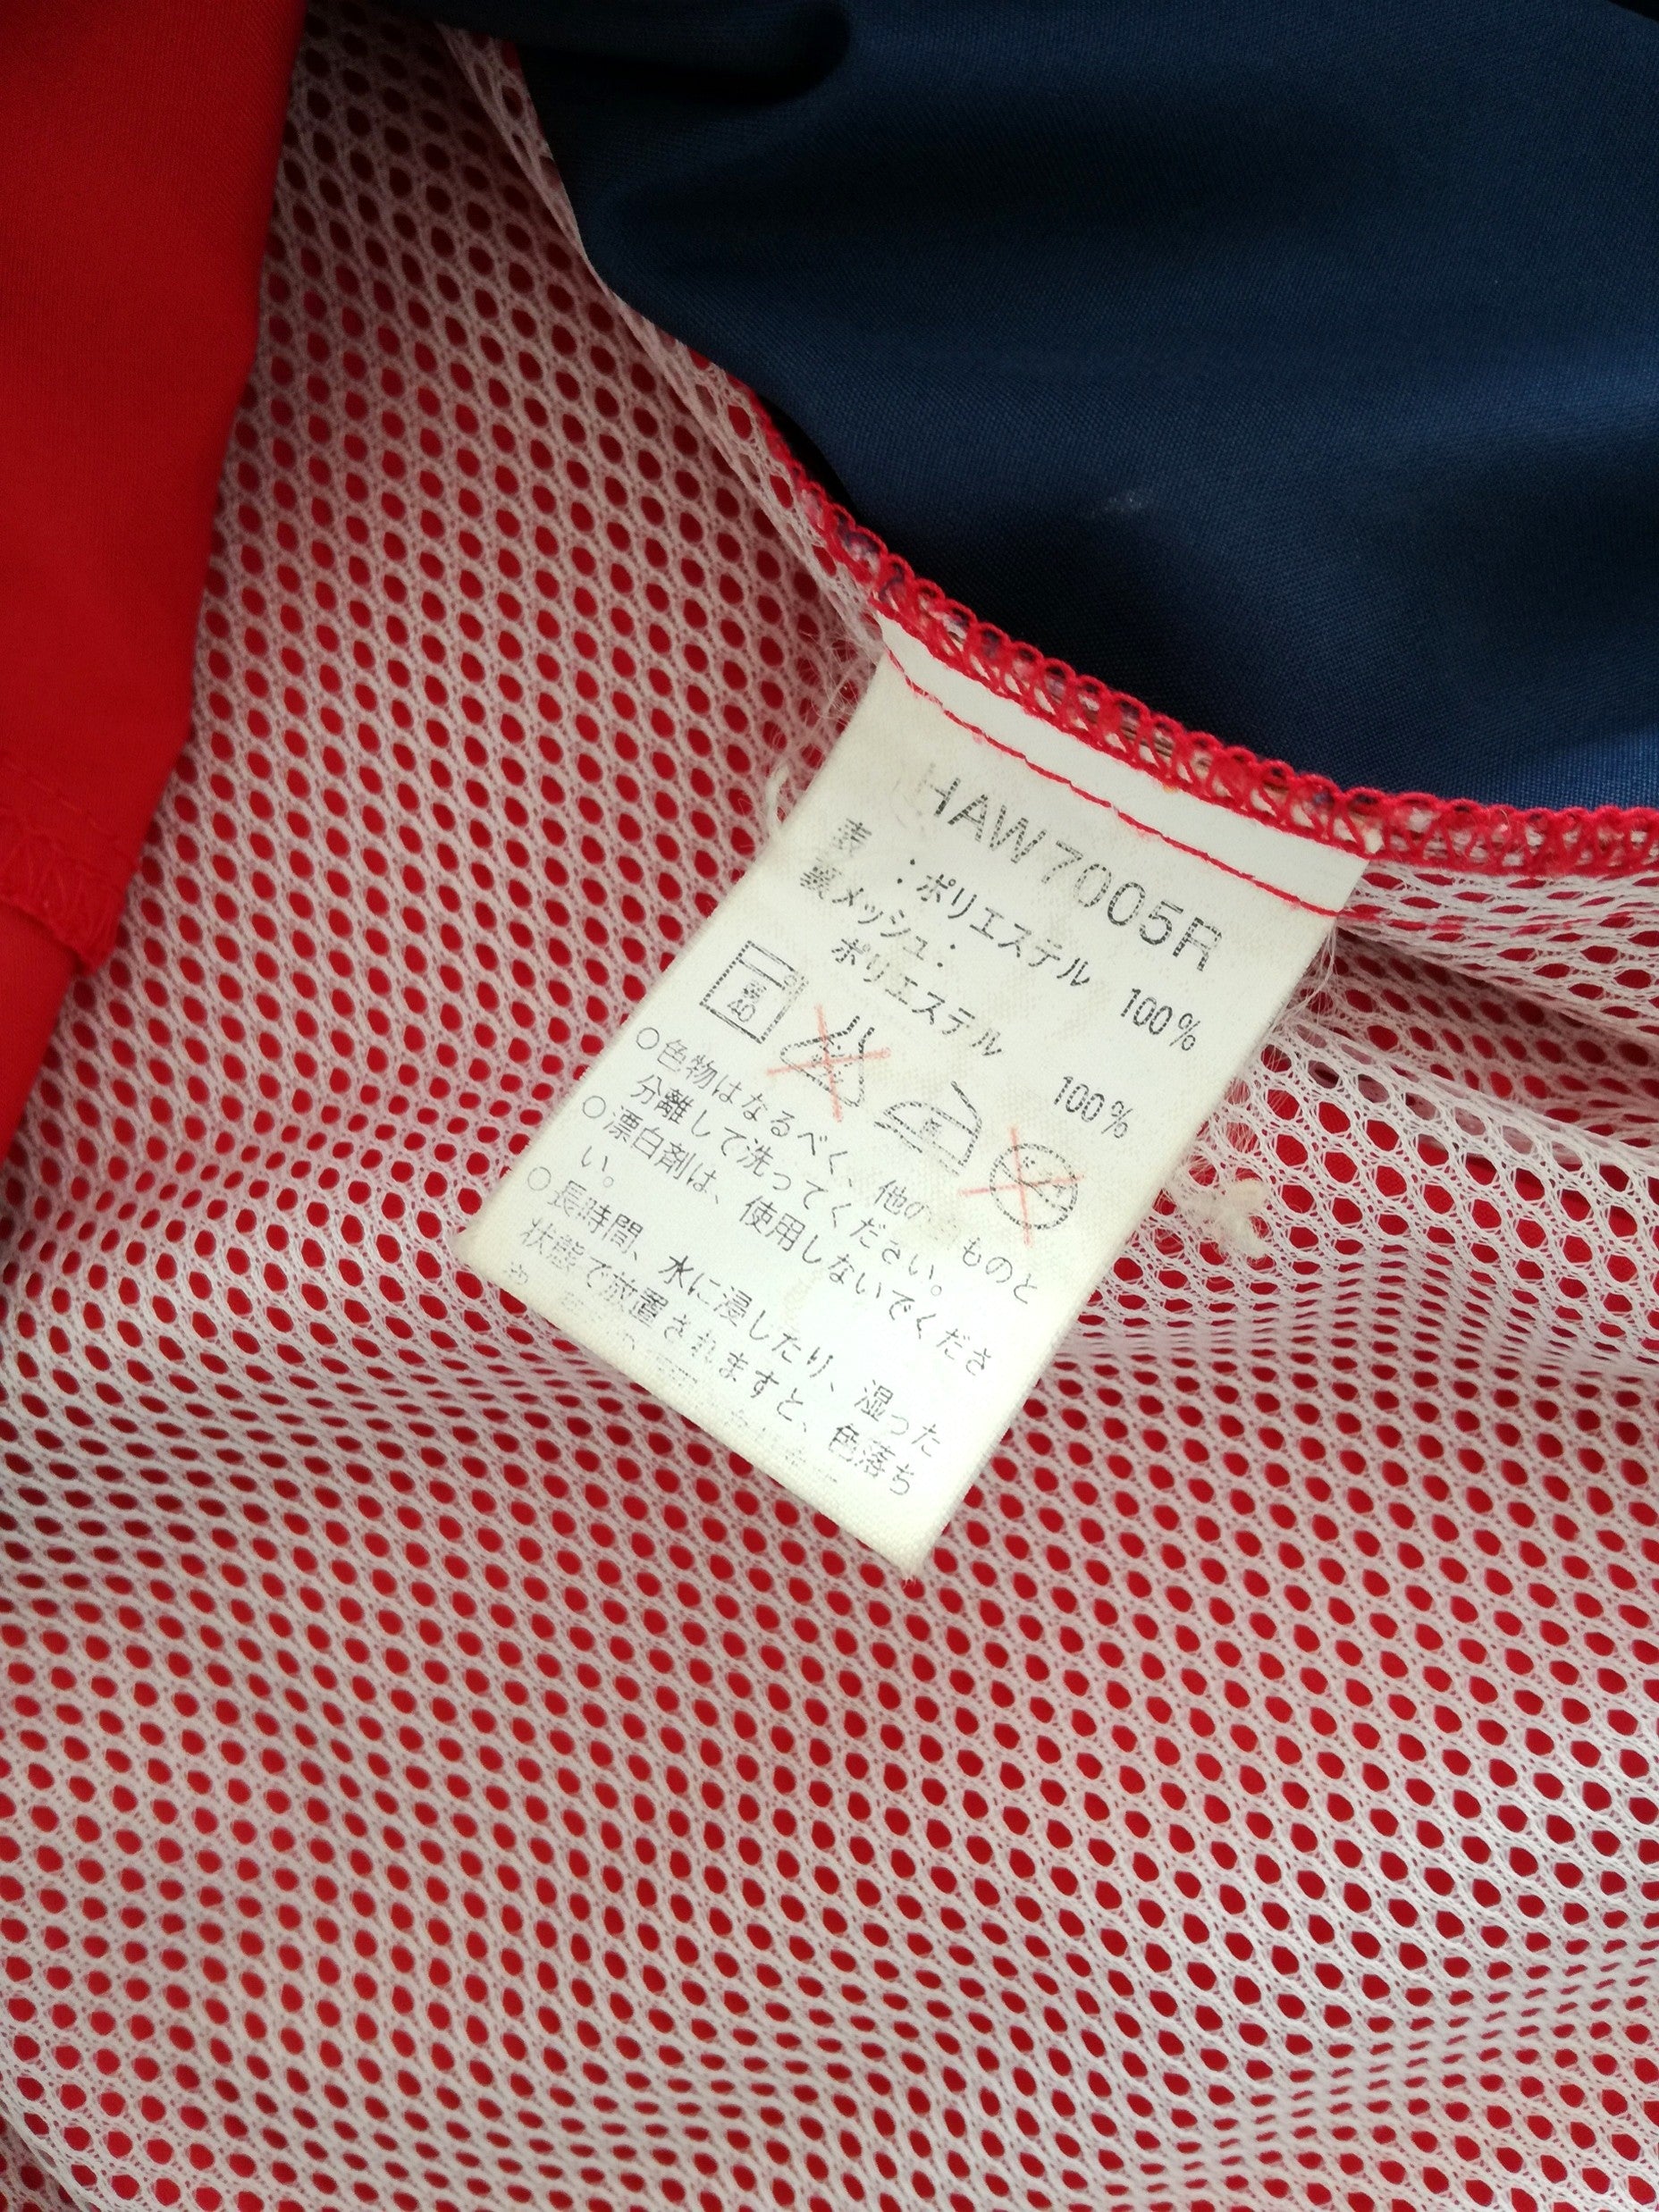 HAW7005R
表：ポリエステル 100%
裏メッシュ：
ポリエステル 100%
40
○色物はなるべく、他の ものと
分離して洗ってください。
○漂白剤は、使用しないでくださ
い。
○長時間、水に浸したり、湿った
状態で放置されますと、色落ち